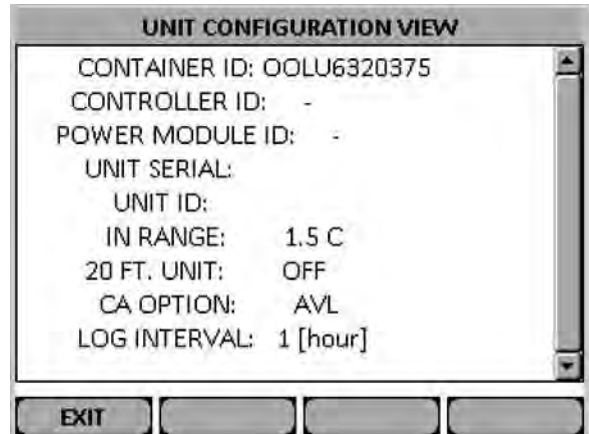 UNIT CONFIGURATION VIEW
CONTAINER ID: OOLU6320375
CONTROLLER ID: -
POWER MODULE ID: -
UNIT SERIAL:
UNIT ID:
IN RANGE: 1.5 C
20 FT. UNIT: OFF
CA OPTION: AVL
LOG INTERVAL: 1 [hour]
EXIT